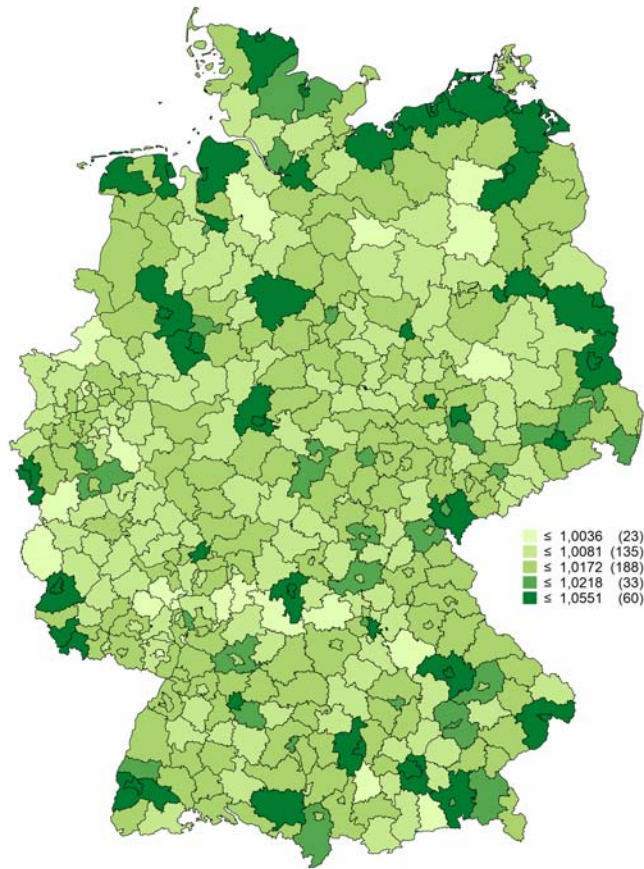 ≤ 1,0036 (23)
≤ 1,0081 (135)
≤ 1,0172 (188)
≤ 1,0218 (33)
≤ 1,0551 (60)